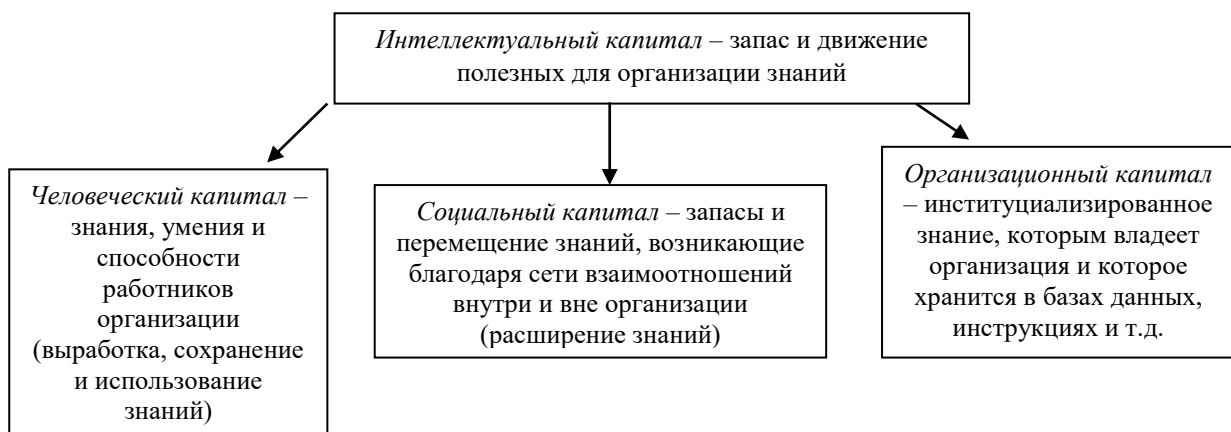 Интеллектуальный капитал – запас и движение
полезных для организации знаний
Человеческий капитал –
знания, умения и
способности
работников
организации
(выработка, сохранение
и использование
знаний)
Социальный капитал – запасы и
перемещение знаний, возникающие
благодаря сети взаимоотношений
внутри и вне организации
(расширение знаний)
Организационный капитал
– институциализированное
знание, которым владеет
организация и которое
хранится в базах данных,
инструкциях и т.д.